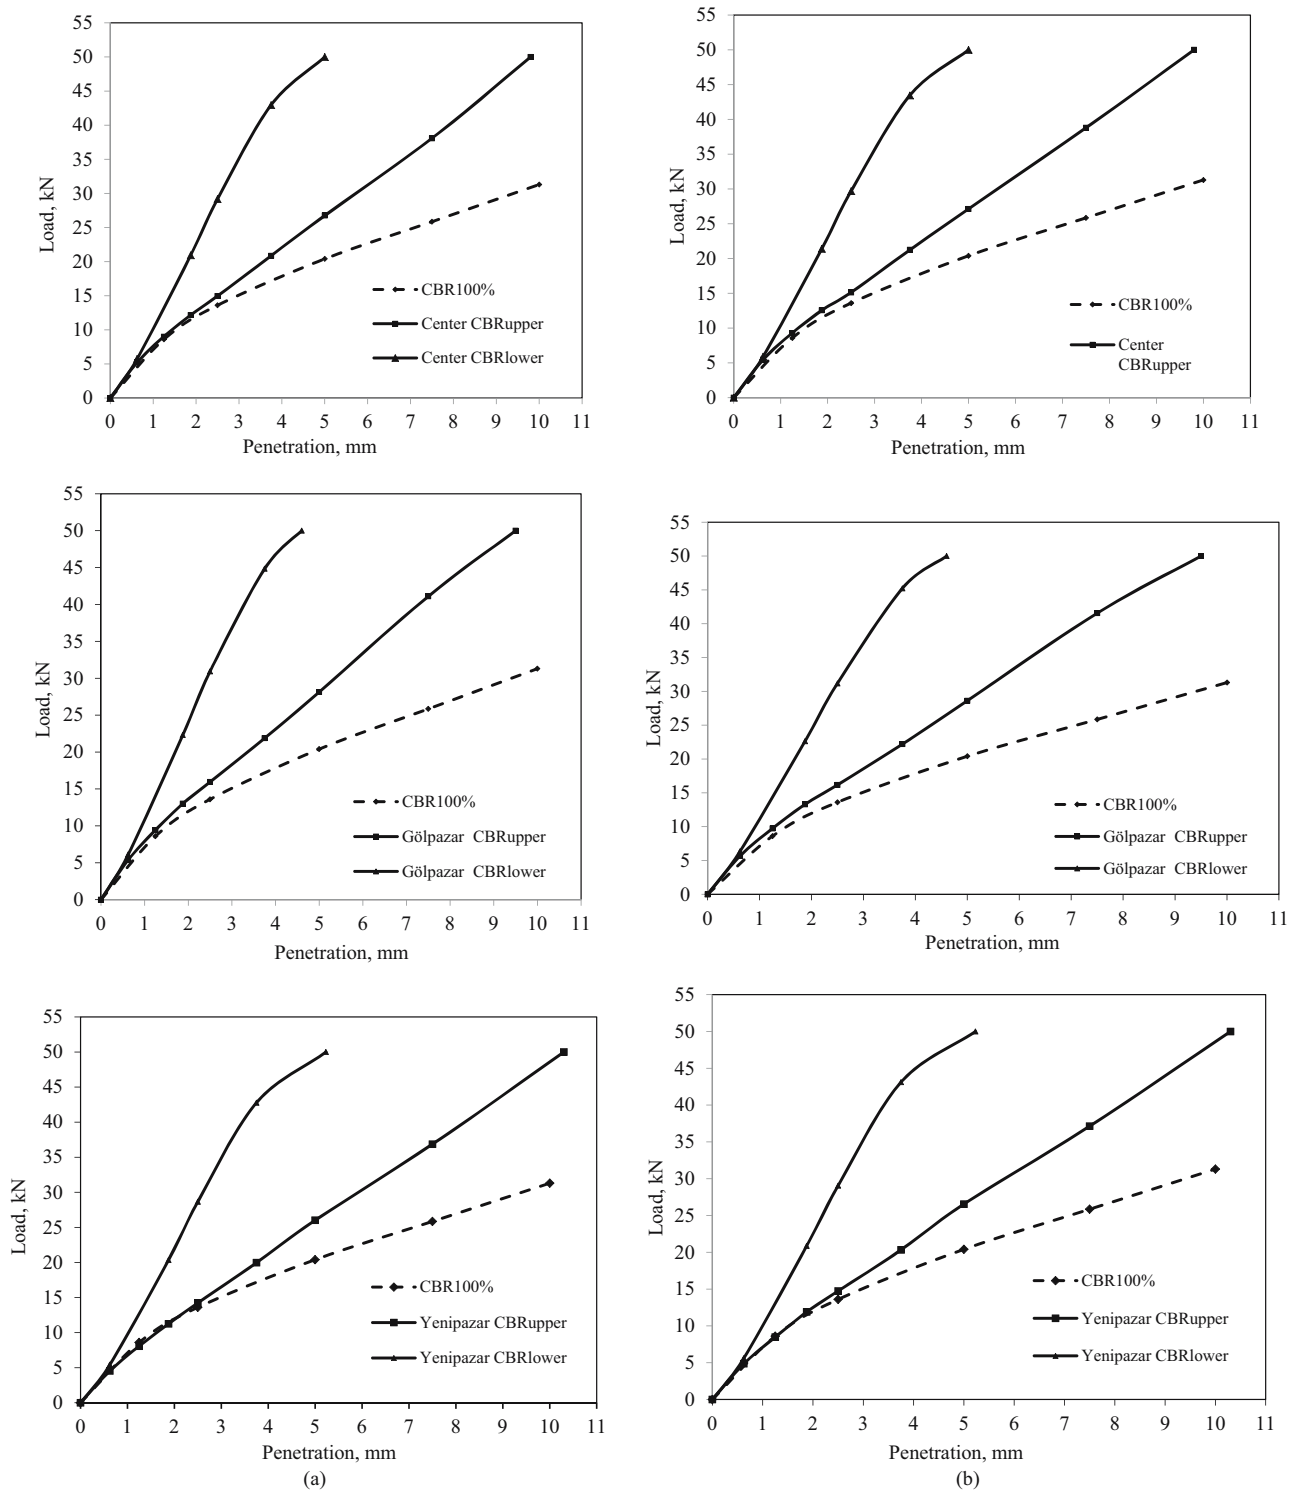 55
50
45
40
35
30
25
20
15
10
5
0
Load, kN
CBR100%
Center CBRupper
Center CBRlower
0 1 2 3 4 5 6 7 8 9 10 11
Penetration, mm
55
50
45
40
35
30
25
20
15
10
5
0
Load, kN
CBR100%
Center
CBRupper
0 1 2 3 4 5 6 7 8 9 10 11
Penetration, mm
55
50
45
40
35
30
25
20
15
10
5
0
Load, kN
CBR100%
Gölpazar CBRupper
Gölpazar CBRlower
0 1 2 3 4 5 6 7 8 9 10 11
Penetration, mm
55
50
45
40
35
30
25
20
15
10
5
0
Load, kN
CBR100%
Gölpazar CBRupper
Gölpazar CBRlower
0 1 2 3 4 5 6 7 8 9 10 11
Penetration, mm
55
50
45
40
35
30
25
20
15
10
5
0
Load, kN
CBR100%
Yenipazar CBRupper
Yenipazar CBRlower
0 1 2 3 4 5 6 7 8 9 10 11
Penetration, mm
(a)
55
50
45
40
35
30
25
20
15
10
5
0
Load, kN
CBR100%
Yenipazar CBRupper
Yenipazar CBRlower
0 1 2 3 4 5 6 7 8 9 10 11
Penetration, mm
(b)